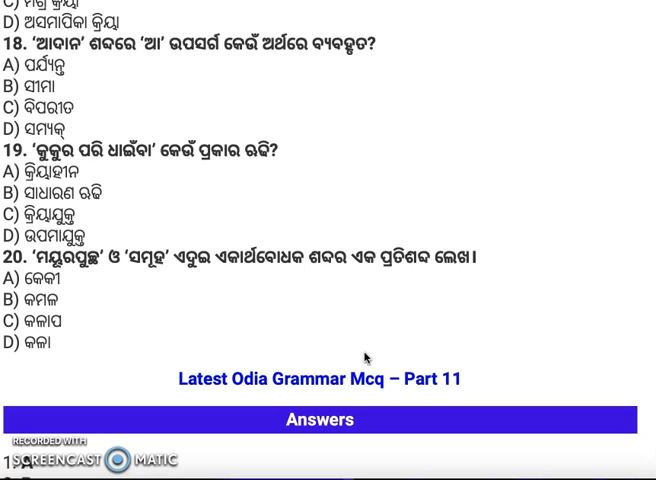 C) ମିଶ୍ର କ୍ରିୟା
D) ଅସମାପିକା କ୍ରିୟା
18. ‘ଆଦାନ’ ଶବ୍ଦରେ ‘ଆ’ ଉପସର୍ଗ କେଉଁ ଅର୍ଥରେ ବ୍ୟବହୃତ?
A) ପର୍ଯ୍ୟନ୍ତ
B) ସୀମା
C) ବିପରୀତ
D) ସମ୍ୟକ୍
19. ‘କୁକୁର ପରି ଧାଇଁବା’ କେଉଁ ପ୍ରକାର ରୂଢି?
A) କ୍ରିୟାହୀନ
B) ସାଧାରଣ ରୂଢି
C) କ୍ରିୟାଯୁକ୍ତ
D) ଉପମାଯୁକ୍ତ
20. ‘ମୟୂରପୁଚ୍ଛ’ ଓ ‘ସମୂହ’ ଏଦୁଇ ଏକାର୍ଥବୋଧକ ଶବ୍ଦର ଏକ ପ୍ରତିଶବ୍ଦ ଲେଖ।
A) କେକୀ
B) କମଳ
C) କଳାପ
D) କଳା
Latest Odia Grammar Mcq – Part 11
Answers
RECORDED WITH
SCREENCAST MATIC
1. A